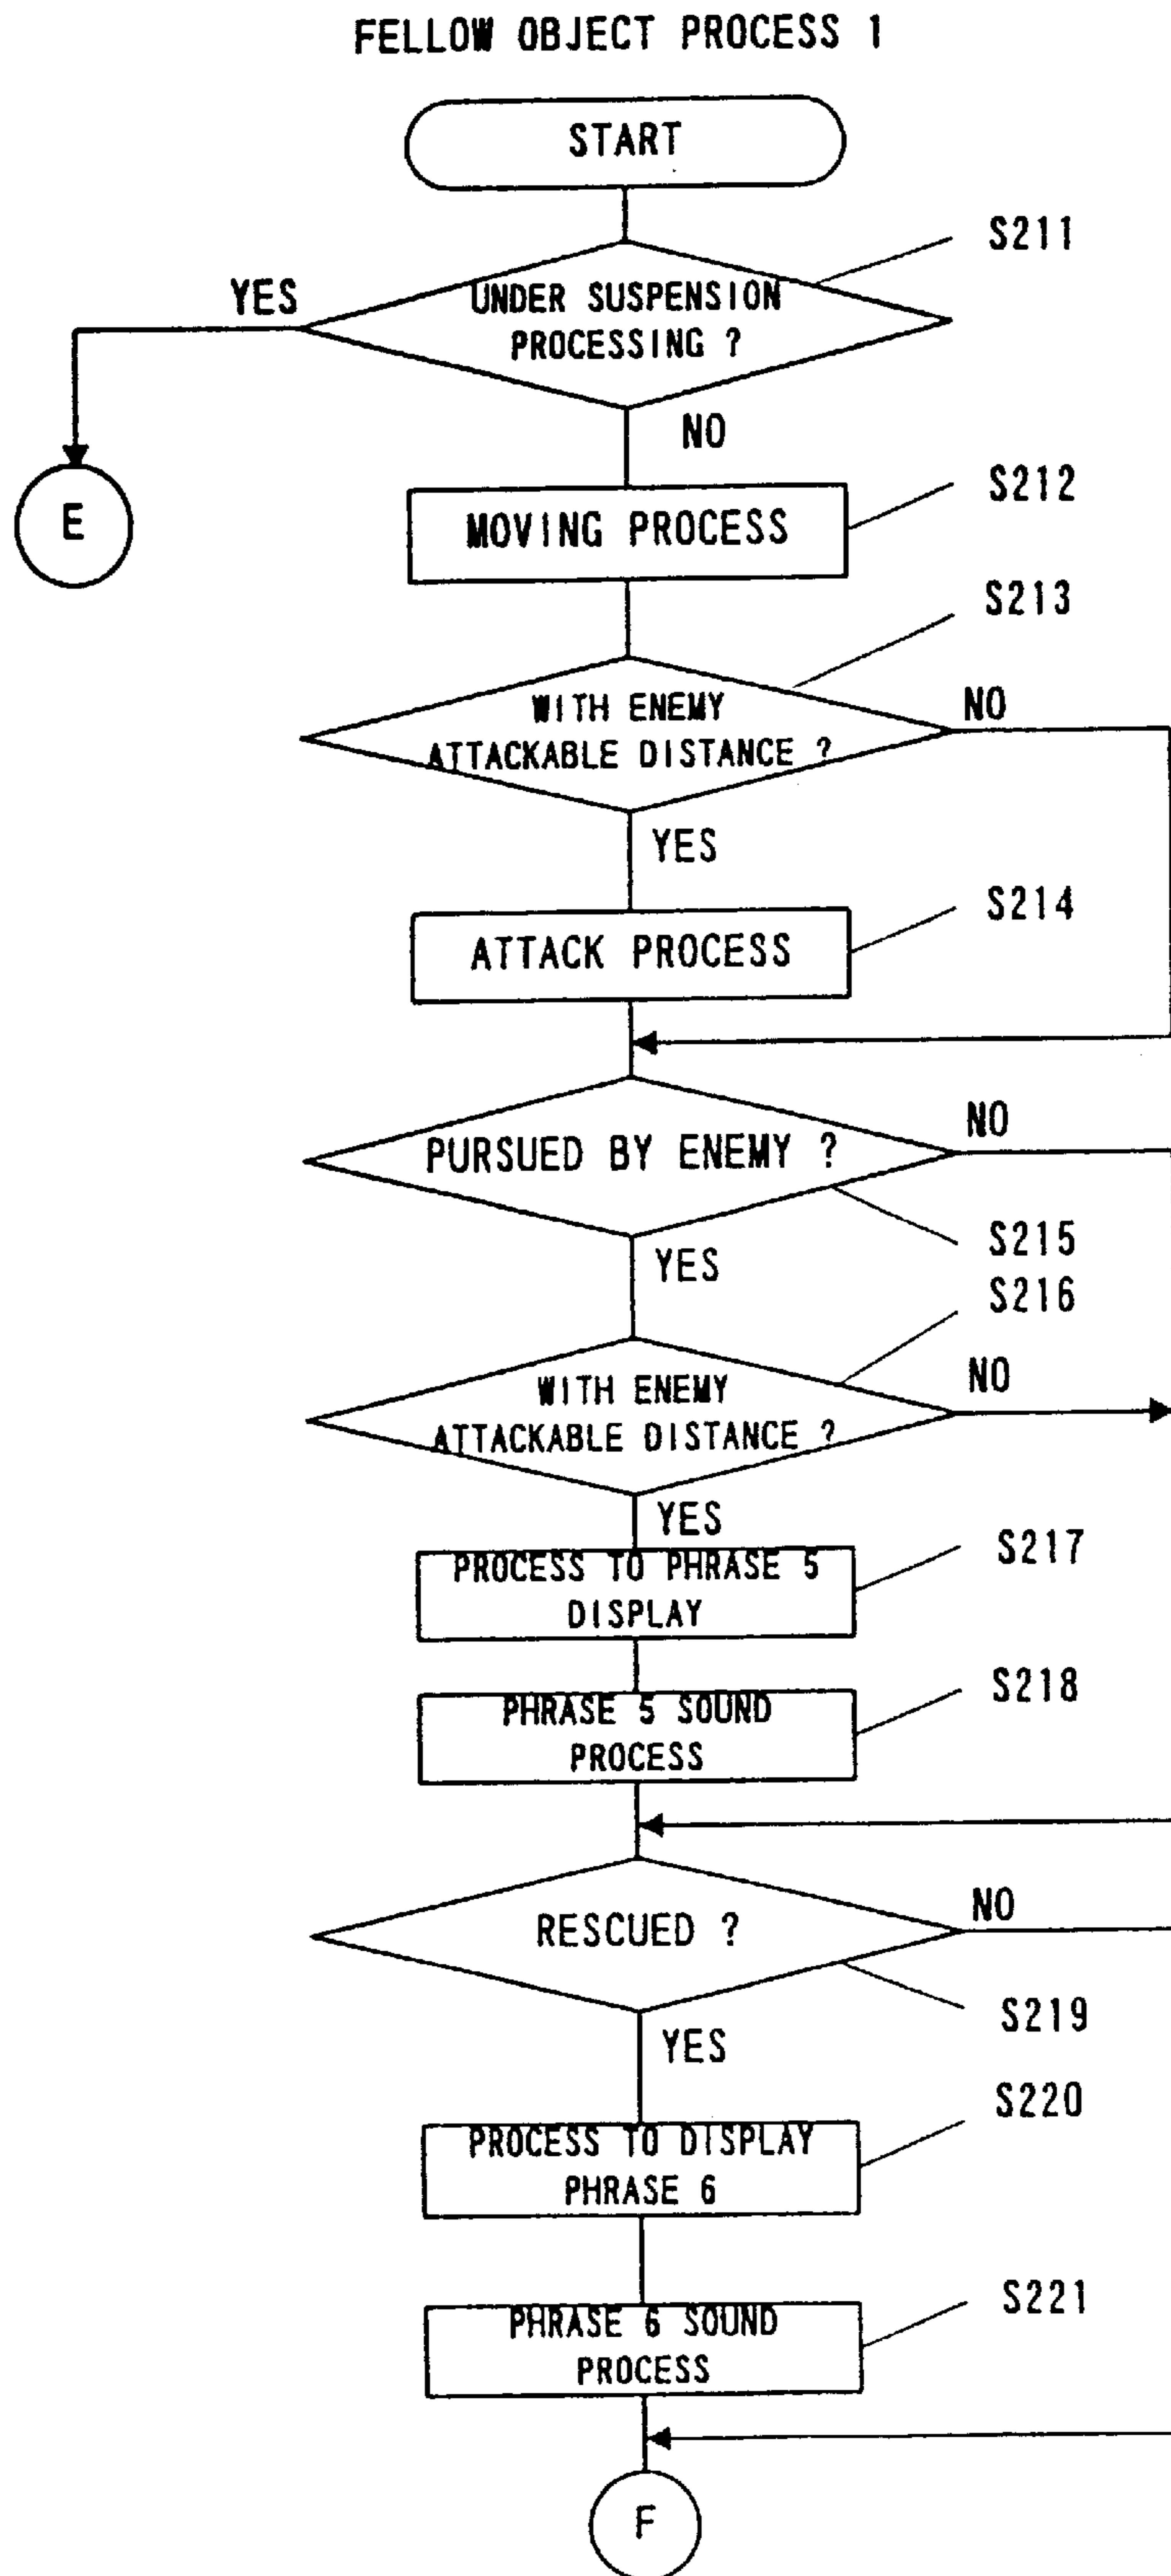 FELLOW OBJECT PROCESS 1
START
S211
YES
UNDER SUSPENSION
PROCESSING ?
NO
E
S212
MOVING PROCESS
S213
WITH ENEMY
ATTACKABLE DISTANCE ?
NO
YES
S214
ATTACK PROCESS
PURSUED BY ENEMY ?
NO
S215
YES
S216
WITH ENEMY
ATTACKABLE DISTANCE ?
NO
YES
S217
PROCESS TO PHRASE 5
DISPLAY
S218
PHRASE 5 SOUND
PROCESS
RESCUED ?
NO
S219
YES
S220
PROCESS TO DISPLAY
PHRASE 6
S221
PHRASE 6 SOUND
PROCESS
F